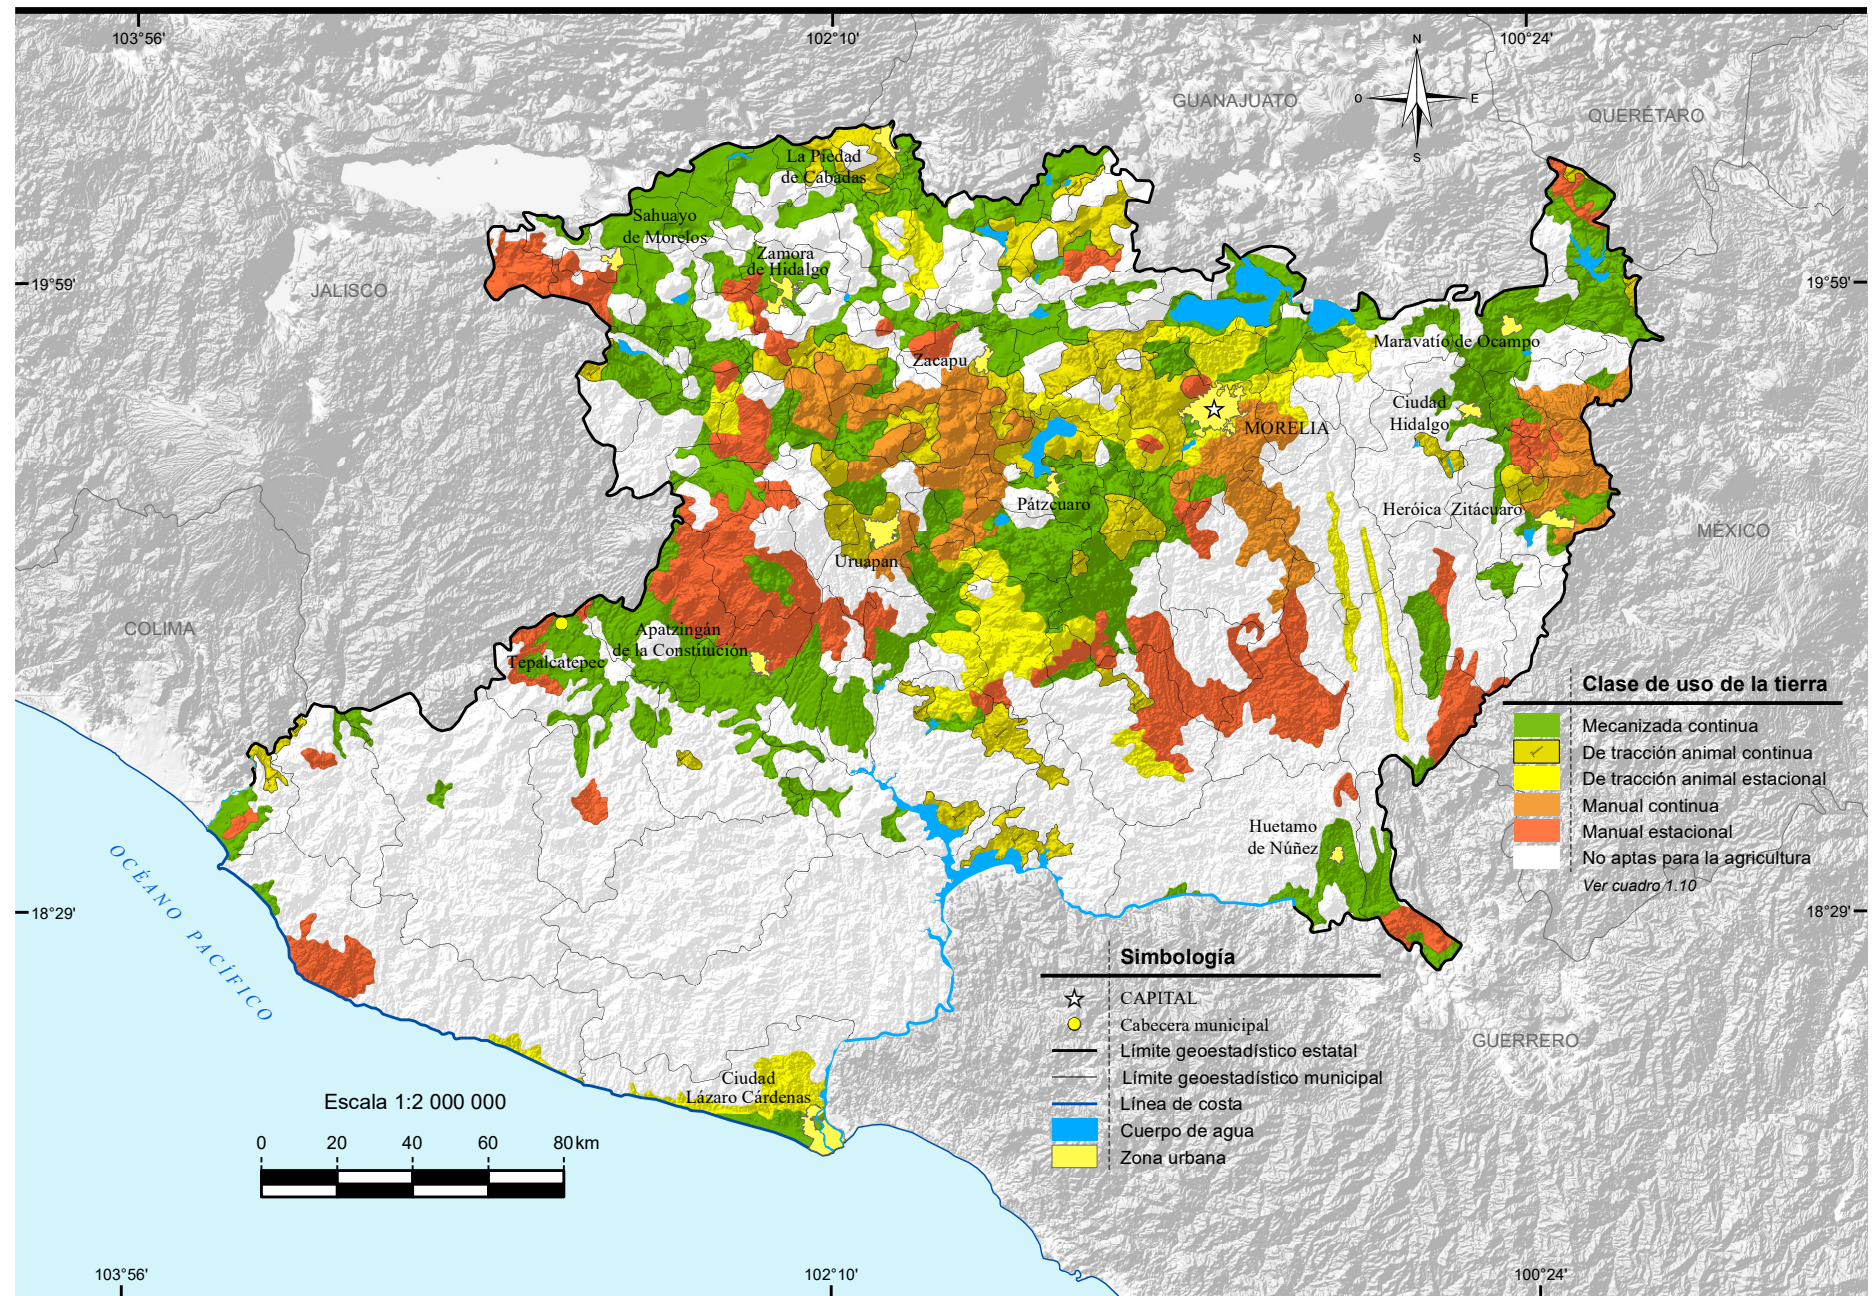 103°56'
102°10'
100°24'
N
O
E
S
GUANAJUATO
QUERÉTARO
La Piedad
de Cabadas
Sahuayo
de Morelos
Zamora
de Hidalgo
19°59'
JALISCO
19°59'
Maravatío de Ocampo
Zacapu
Ciudad
Hidalgo
MORELIA
Pátzcuaro
Heróica Zitácuaro
MÉXICO
Uruapan
COLIMA
Apatzingán
de la Constitución
Tepalcatepec
Clase de uso de la tierra
Mecanizada continua
De tracción animal continua
De tracción animal estacional
Manual continua
Manual estacional
No aptas para la agricultura
Ver cuadro 1.10
Huetamo
de Núñez
OCÉANO PACÍFICO
18°29'
18°29'
Simbología
CAPITAL
Cabecera municipal
Límite geoestadístico estatal
Límite geoestadístico municipal
Línea de costa
Cuerpo de agua
Zona urbana
GUERRERO
Ciudad
Lázaro Cárdenas
Escala 1:2 000 000
0 20 40 60 80 km
103°56'
102°10'
100°24'